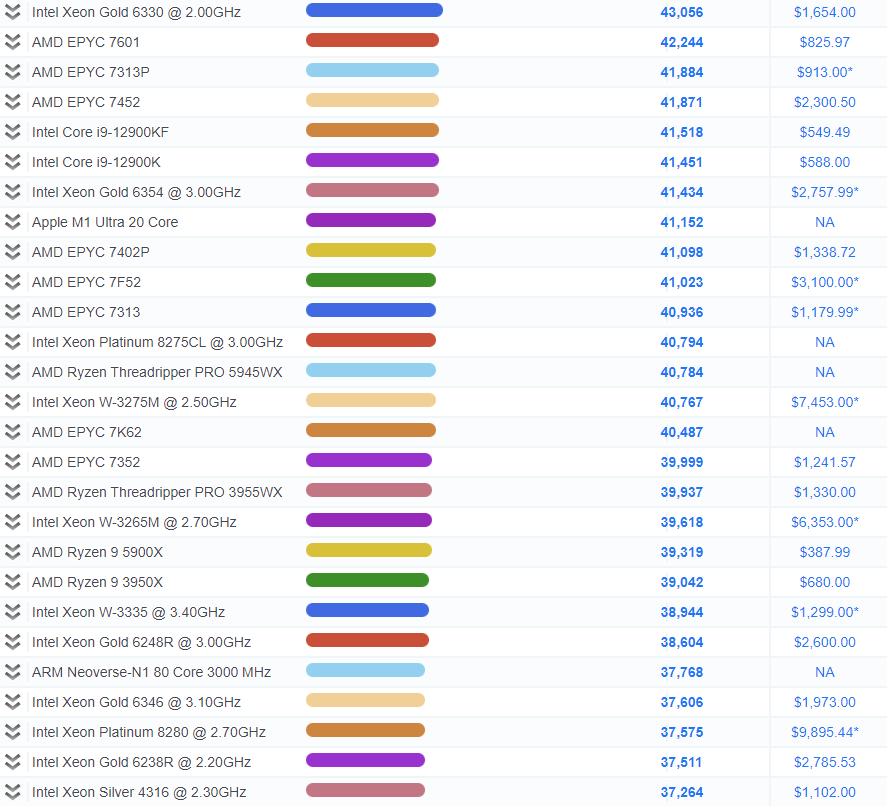 Intel Xeon Gold 6330 @ 2.00GHz 43,056 $1,654.00
AMD EPYC 7601 42,244 $825.97
AMD EPYC 7313P 41,884 $913.00*
AMD EPYC 7452 41,871 $2,300.50
Intel Core i9-12900KF 41,518 $549.49
Intel Core i9-12900K 41,451 $588.00
Intel Xeon Gold 6354 @ 3.00GHz 41,434 $2,757.99*
Apple M1 Ultra 20 Core 41,152 NA
AMD EPYC 7402P 41,098 $1,338.72
AMD EPYC 7F52 41,023 $3,100.00*
AMD EPYC 7313 40,936 $1,179.99*
Intel Xeon Platinum 8275CL @ 3.00GHz 40,794 NA
AMD Ryzen Threadripper PRO 5945WX 40,784 NA
Intel Xeon W-3275M @ 2.50GHz 40,767 $7,453.00*
AMD EPYC 7K62 40,487 NA
AMD EPYC 7352 39,999 $1,241.57
AMD Ryzen Threadripper PRO 3955WX 39,937 $1,330.00
Intel Xeon W-3265M @ 2.70GHz 39,618 $6,353.00*
AMD Ryzen 9 5900X 39,319 $387.99
AMD Ryzen 9 3950X 39,042 $680.00
Intel Xeon W-3335 @ 3.40GHz 38,944 $1,299.00*
Intel Xeon Gold 6248R @ 3.00GHz 38,604 $2,600.00
ARM Neoverse-N1 80 Core 3000 MHz 37,768 NA
Intel Xeon Gold 6346 @ 3.10GHz 37,606 $1,973.00
Intel Xeon Platinum 8280 @ 2.70GHz 37,575 $9,895.44*
Intel Xeon Gold 6238R @ 2.20GHz 37,511 $2,785.53
Intel Xeon Silver 4316 @ 2.30GHz 37,264 $1,102.00